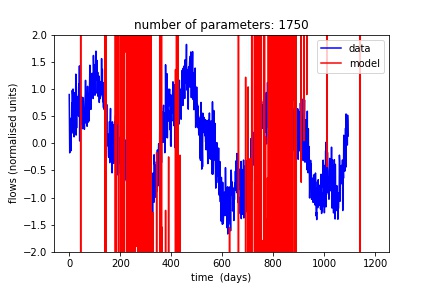 number of parameters: 1750
data
model
flows (normalised units)
2.0
1.5
1.0
0.5
0.0
−0.5
−1.0
−1.5
−2.0
0 200 400 600 800 1000 1200
time (days)